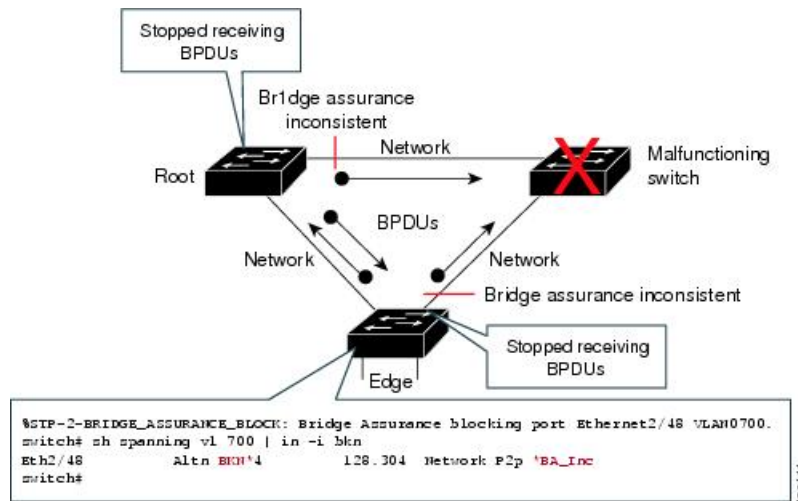 Stopped receiving
BPDUs
Br1dge assurance
inconsistent
Network
Root
Malfunctioning
switch
BPDUs
Network
Network
Bridge assurance inconsistent
Stopped receiving
BPDUs
Edge
%STP-2-BRIDGE_ASSURANCE_BLOCK: Bridge Assurance blocking port Ethernet2/48 VLAN0700.
switch# sh spanning vl 700 | in -i bkn
Eth2/48 Altn BKN*4 128.304 Network P2p *BA_Inc
switch#